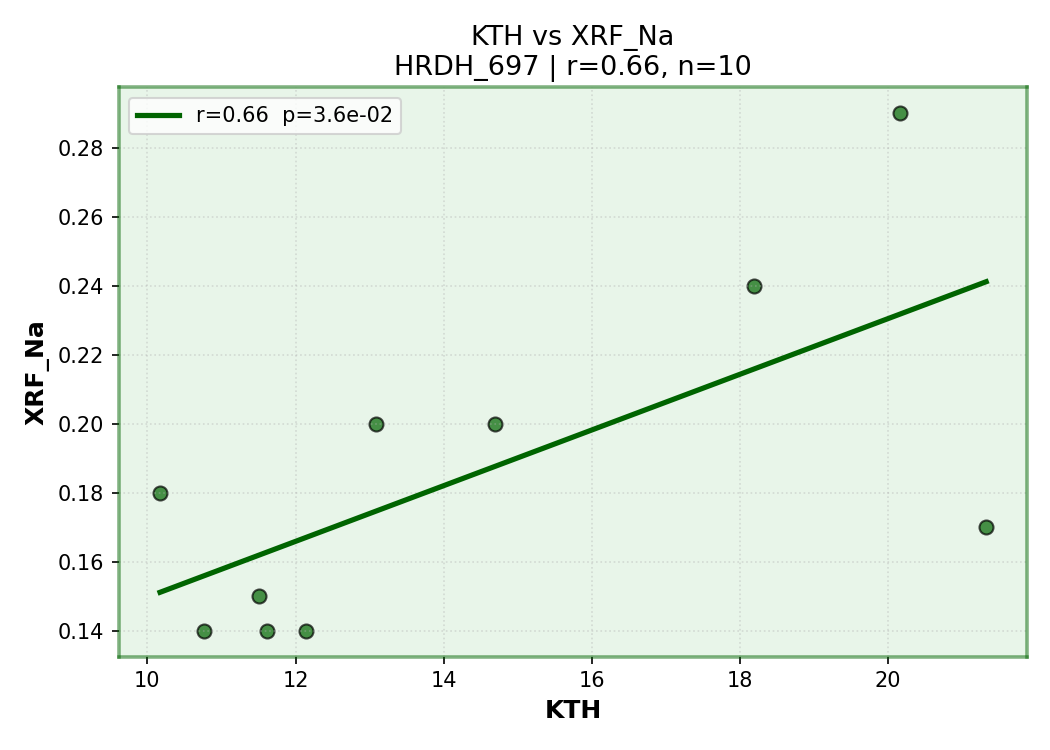 KTH vs XRF_Na
HRDH_697 | r=0.66, n=10
r=0.66  p=3.6e-02
0.28
0.26
0.24
0.22
0.20
0.18
0.16
0.14
XRF_Na
10 12 14 16 18 20
KTH